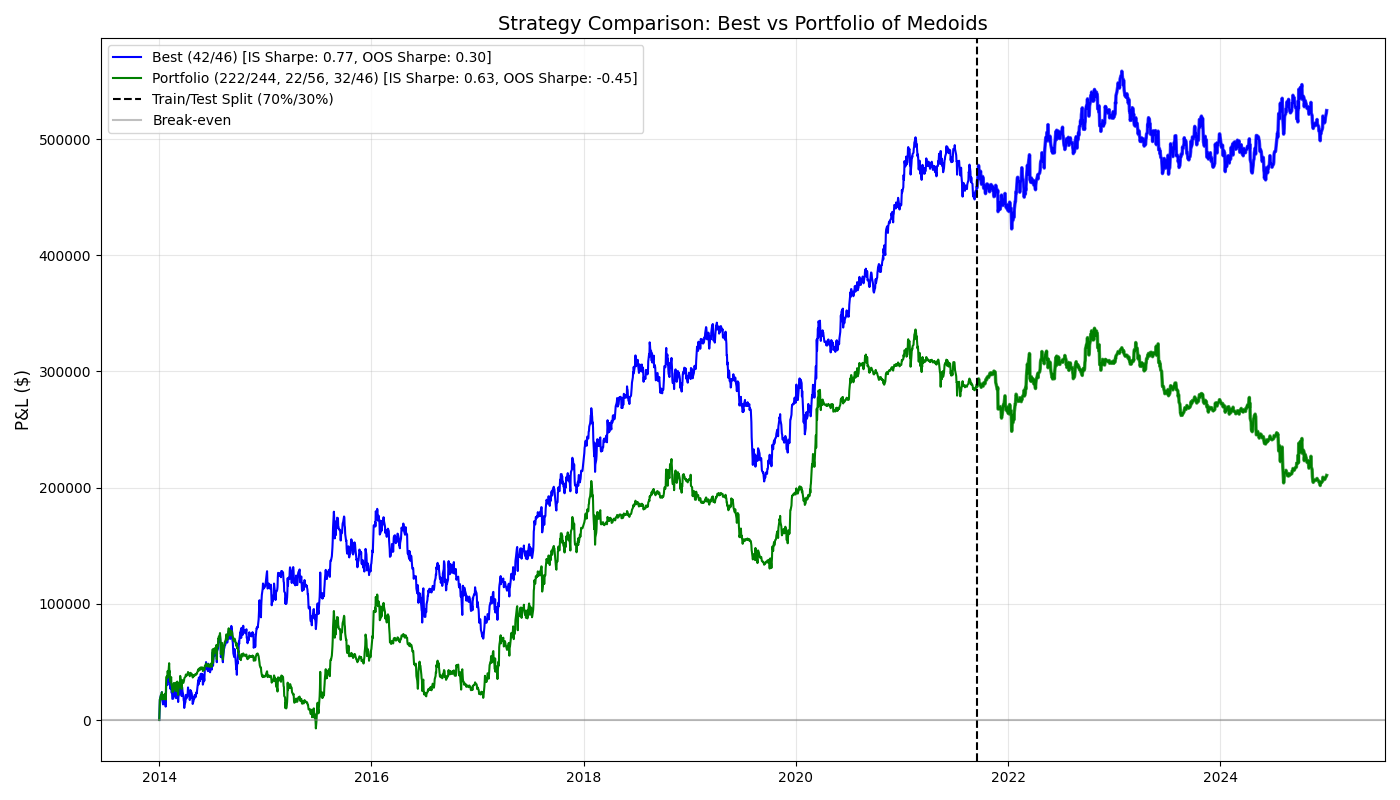 Strategy Comparison: Best vs Portfolio of Medoids
Best (42/46) [IS Sharpe: 0.77, OOS Sharpe: 0.30]
Portfolio (222/244, 22/56, 32/46) [IS Sharpe: 0.63, OOS Sharpe: -0.45]
Train/Test Split (70%/30%)
Break-even
P&L ($)
500000
400000
300000
200000
100000
0
2014 2016 2018 2020 2022 2024